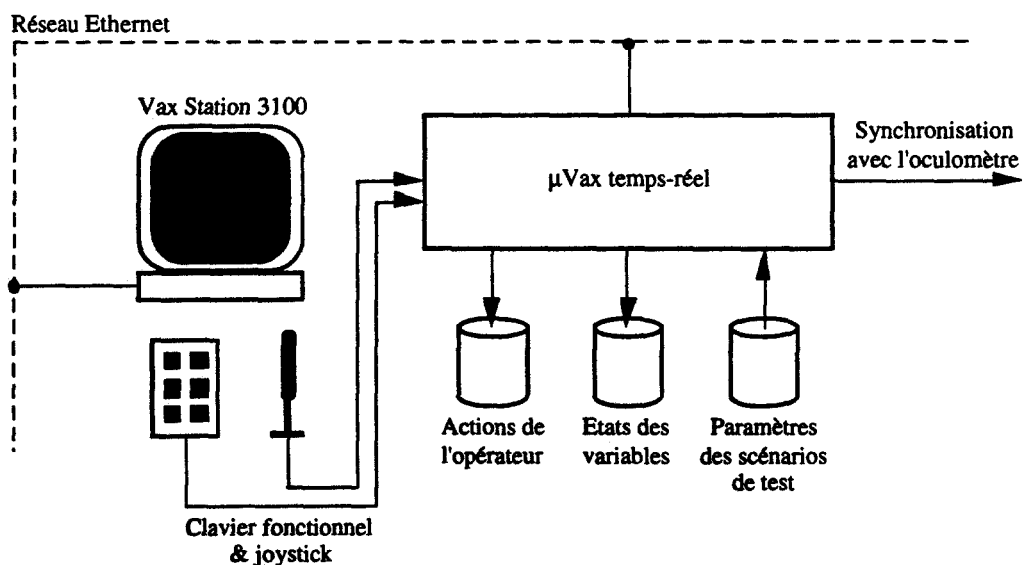 Réseau Ethernet
Vax Station 3100
µVax temps-réel
Synchronisation
avec l'oculomètre
Actions de
l'opérateur
Etats des
variables
Paramètres
des scénarios
de test
Clavier fonctionnel
& joystick